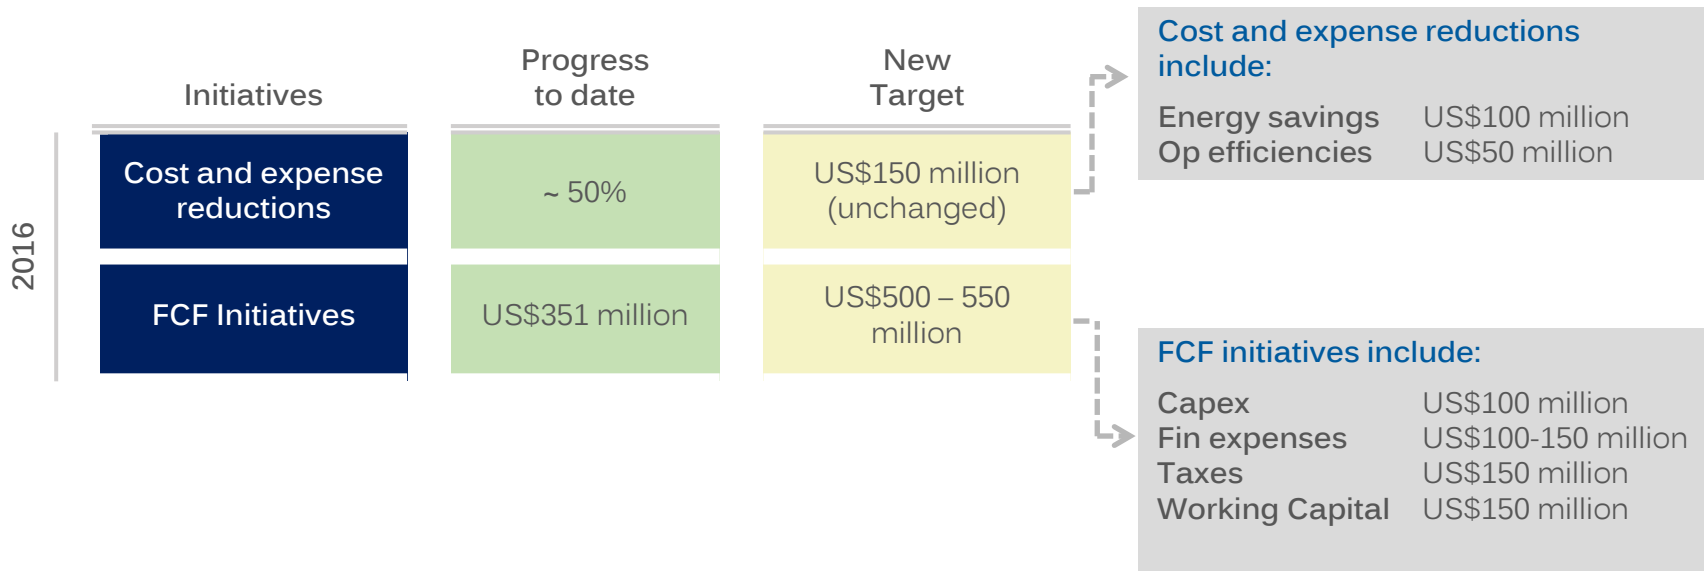 2016
Initiatives
Progress
to date
New
Target
Cost and expense
reductions
~ 50%
US$150 million
(unchanged)
FCF Initiatives
US$351 million
US$500 – 550
million
Cost and expense reductions
include:
Energy savings US$100 million
Op efficiencies US$50 million
FCF initiatives include:
Capex US$100 million
Fin expenses US$100-150 million
Taxes US$150 million
Working Capital US$150 million